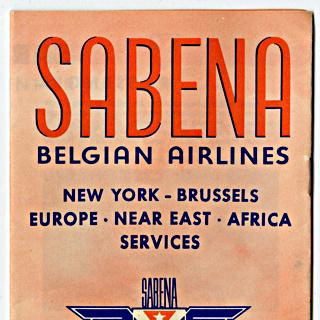 SABENA
BELGIAN AIRLINES
NEW YORK - BRUSSELS
EUROPE · NEAR EAST · AFRICA
SERVICES
SABENA